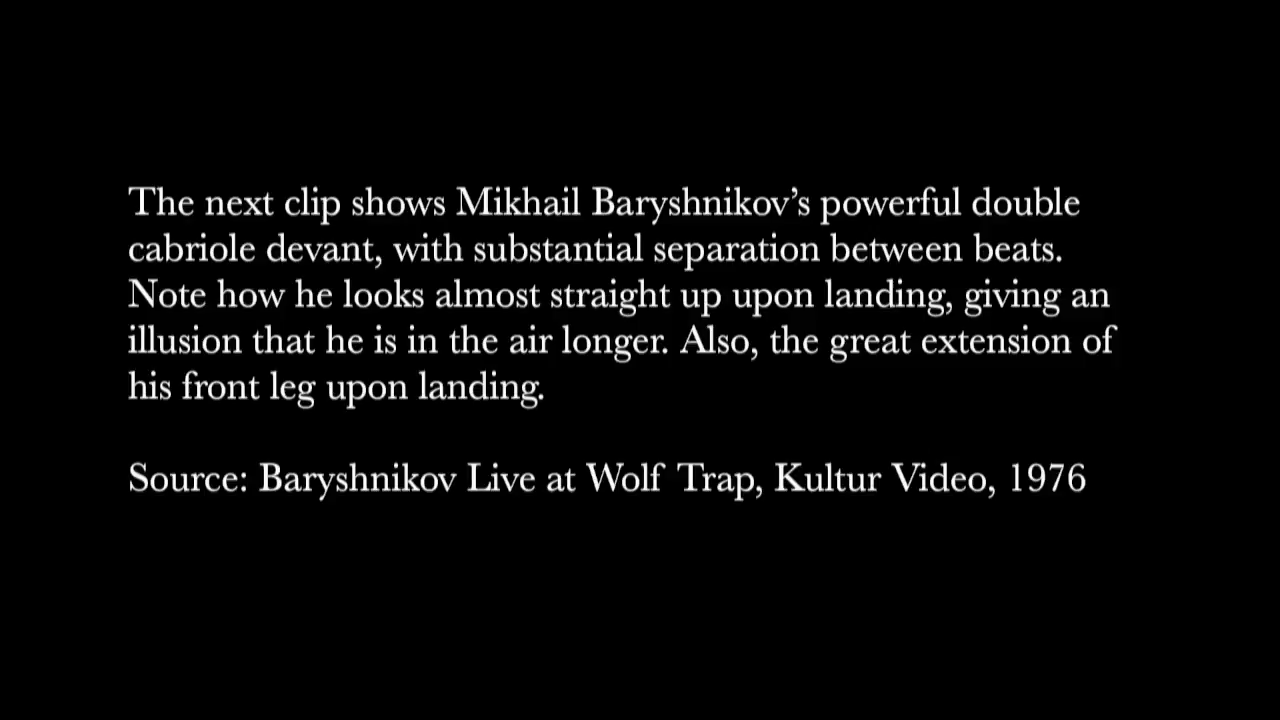 The next clip shows Mikhail Baryshnikov’s powerful double
cabriole devant, with substantial separation between beats.
Note how he looks almost straight up upon landing, giving an
illusion that he is in the air longer. Also, the great extension of
his front leg upon landing.
Source: Baryshnikov Live at Wolf Trap, Kultur Video, 1976